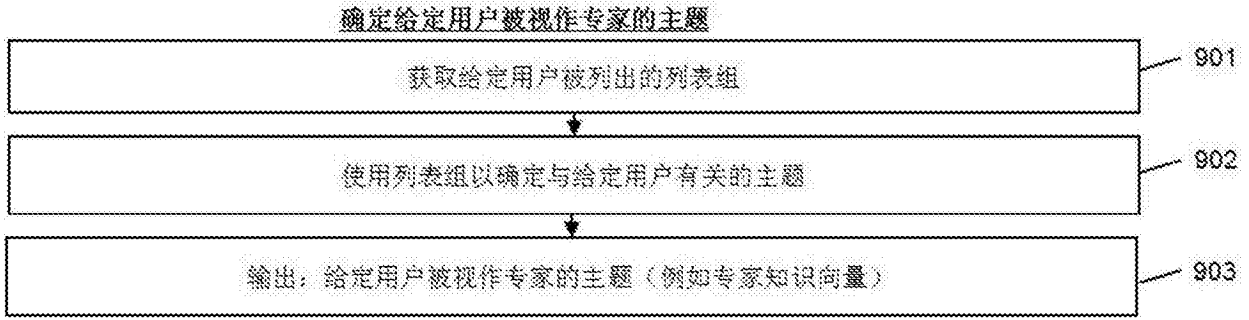 确定给定用户被视作专家的主题
获取给定用户被列出的列表组
901
使用列表组以确定与给定用户有关的主题
902
输出：给定用户被视作专家的主题（例如专家知识向量）
903